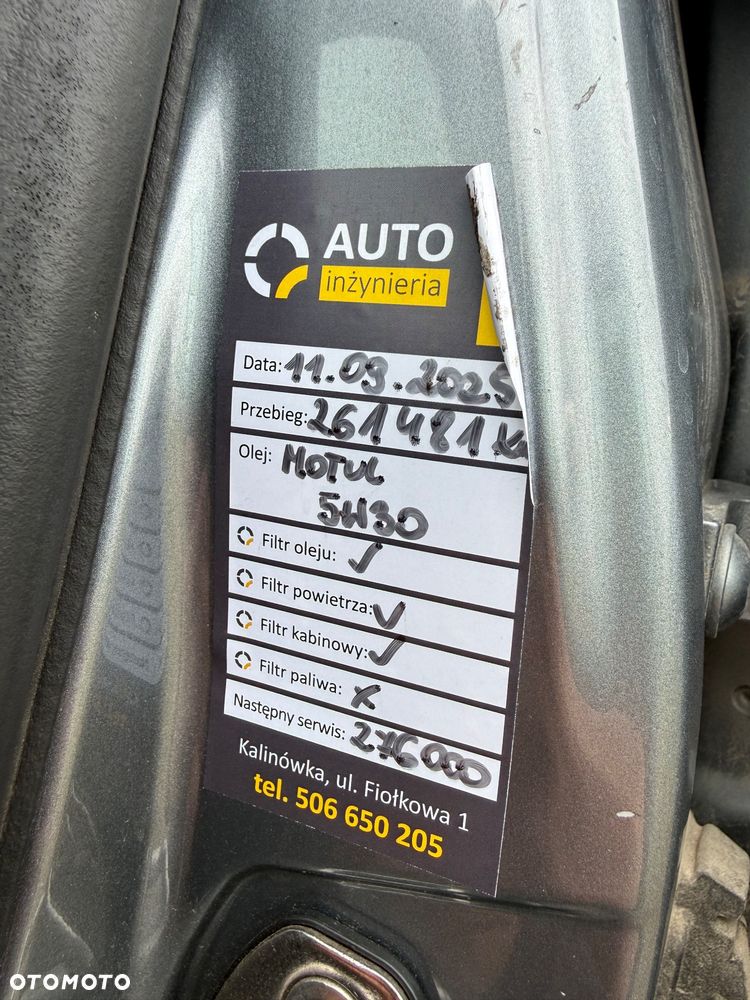 AUTO
inżynieria
Data: 11.03.2025
Przebieg: 261481 km
Olej: MOTUL
5W30
Filtr oleju: ✓
Filtr powietrza: ✓
Filtr kabinowy: ✓
Filtr paliwa: x
Następny serwis: 276000
Kalinówka, ul. Fiołkowa 1
tel. 506 650 205
OTOMOTO